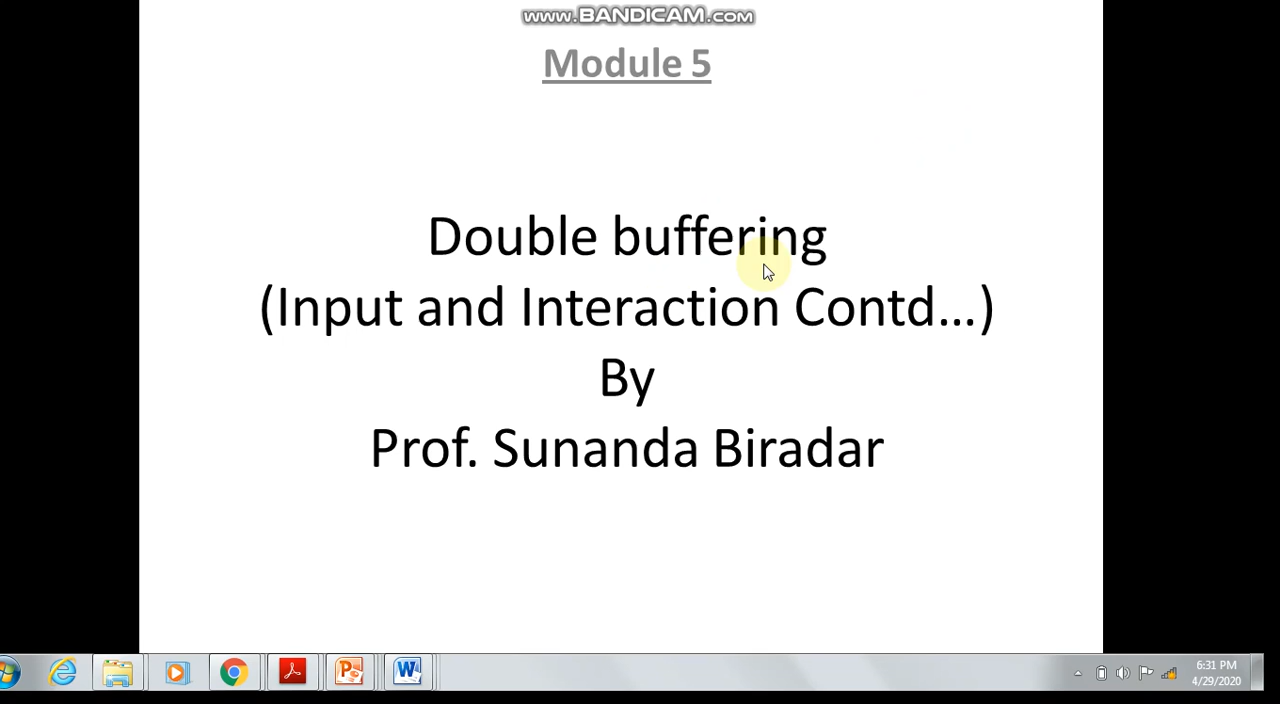 www.BANDICAM.com
Module 5
Double buffering
(Input and Interaction Contd...)
By
Prof. Sunanda Biradar
6:31 PM
4/29/2020